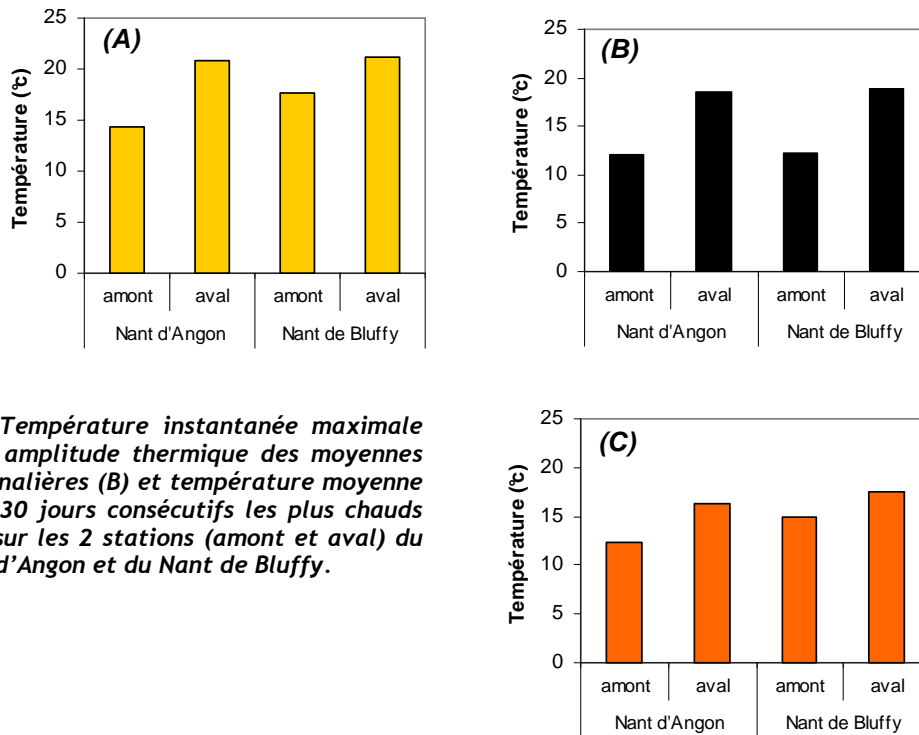 (A)
Température (°c)
25
20
15
10
5
0
amont aval amont aval
Nant d'Angon Nant de Bluffy
(B)
Température (°c)
25
20
15
10
5
0
amont aval amont aval
Nant d'Angon Nant de Bluffy
Température instantanée maximale
amplitude thermique des moyennes
nalières (B) et température moyenne
30 jours consécutifs les plus chauds
sur les 2 stations (amont et aval) du
d'Angon et du Nant de Bluffy.
(C)
Température (°c)
25
20
15
10
5
0
amont aval amont aval
Nant d'Angon Nant de Bluffy